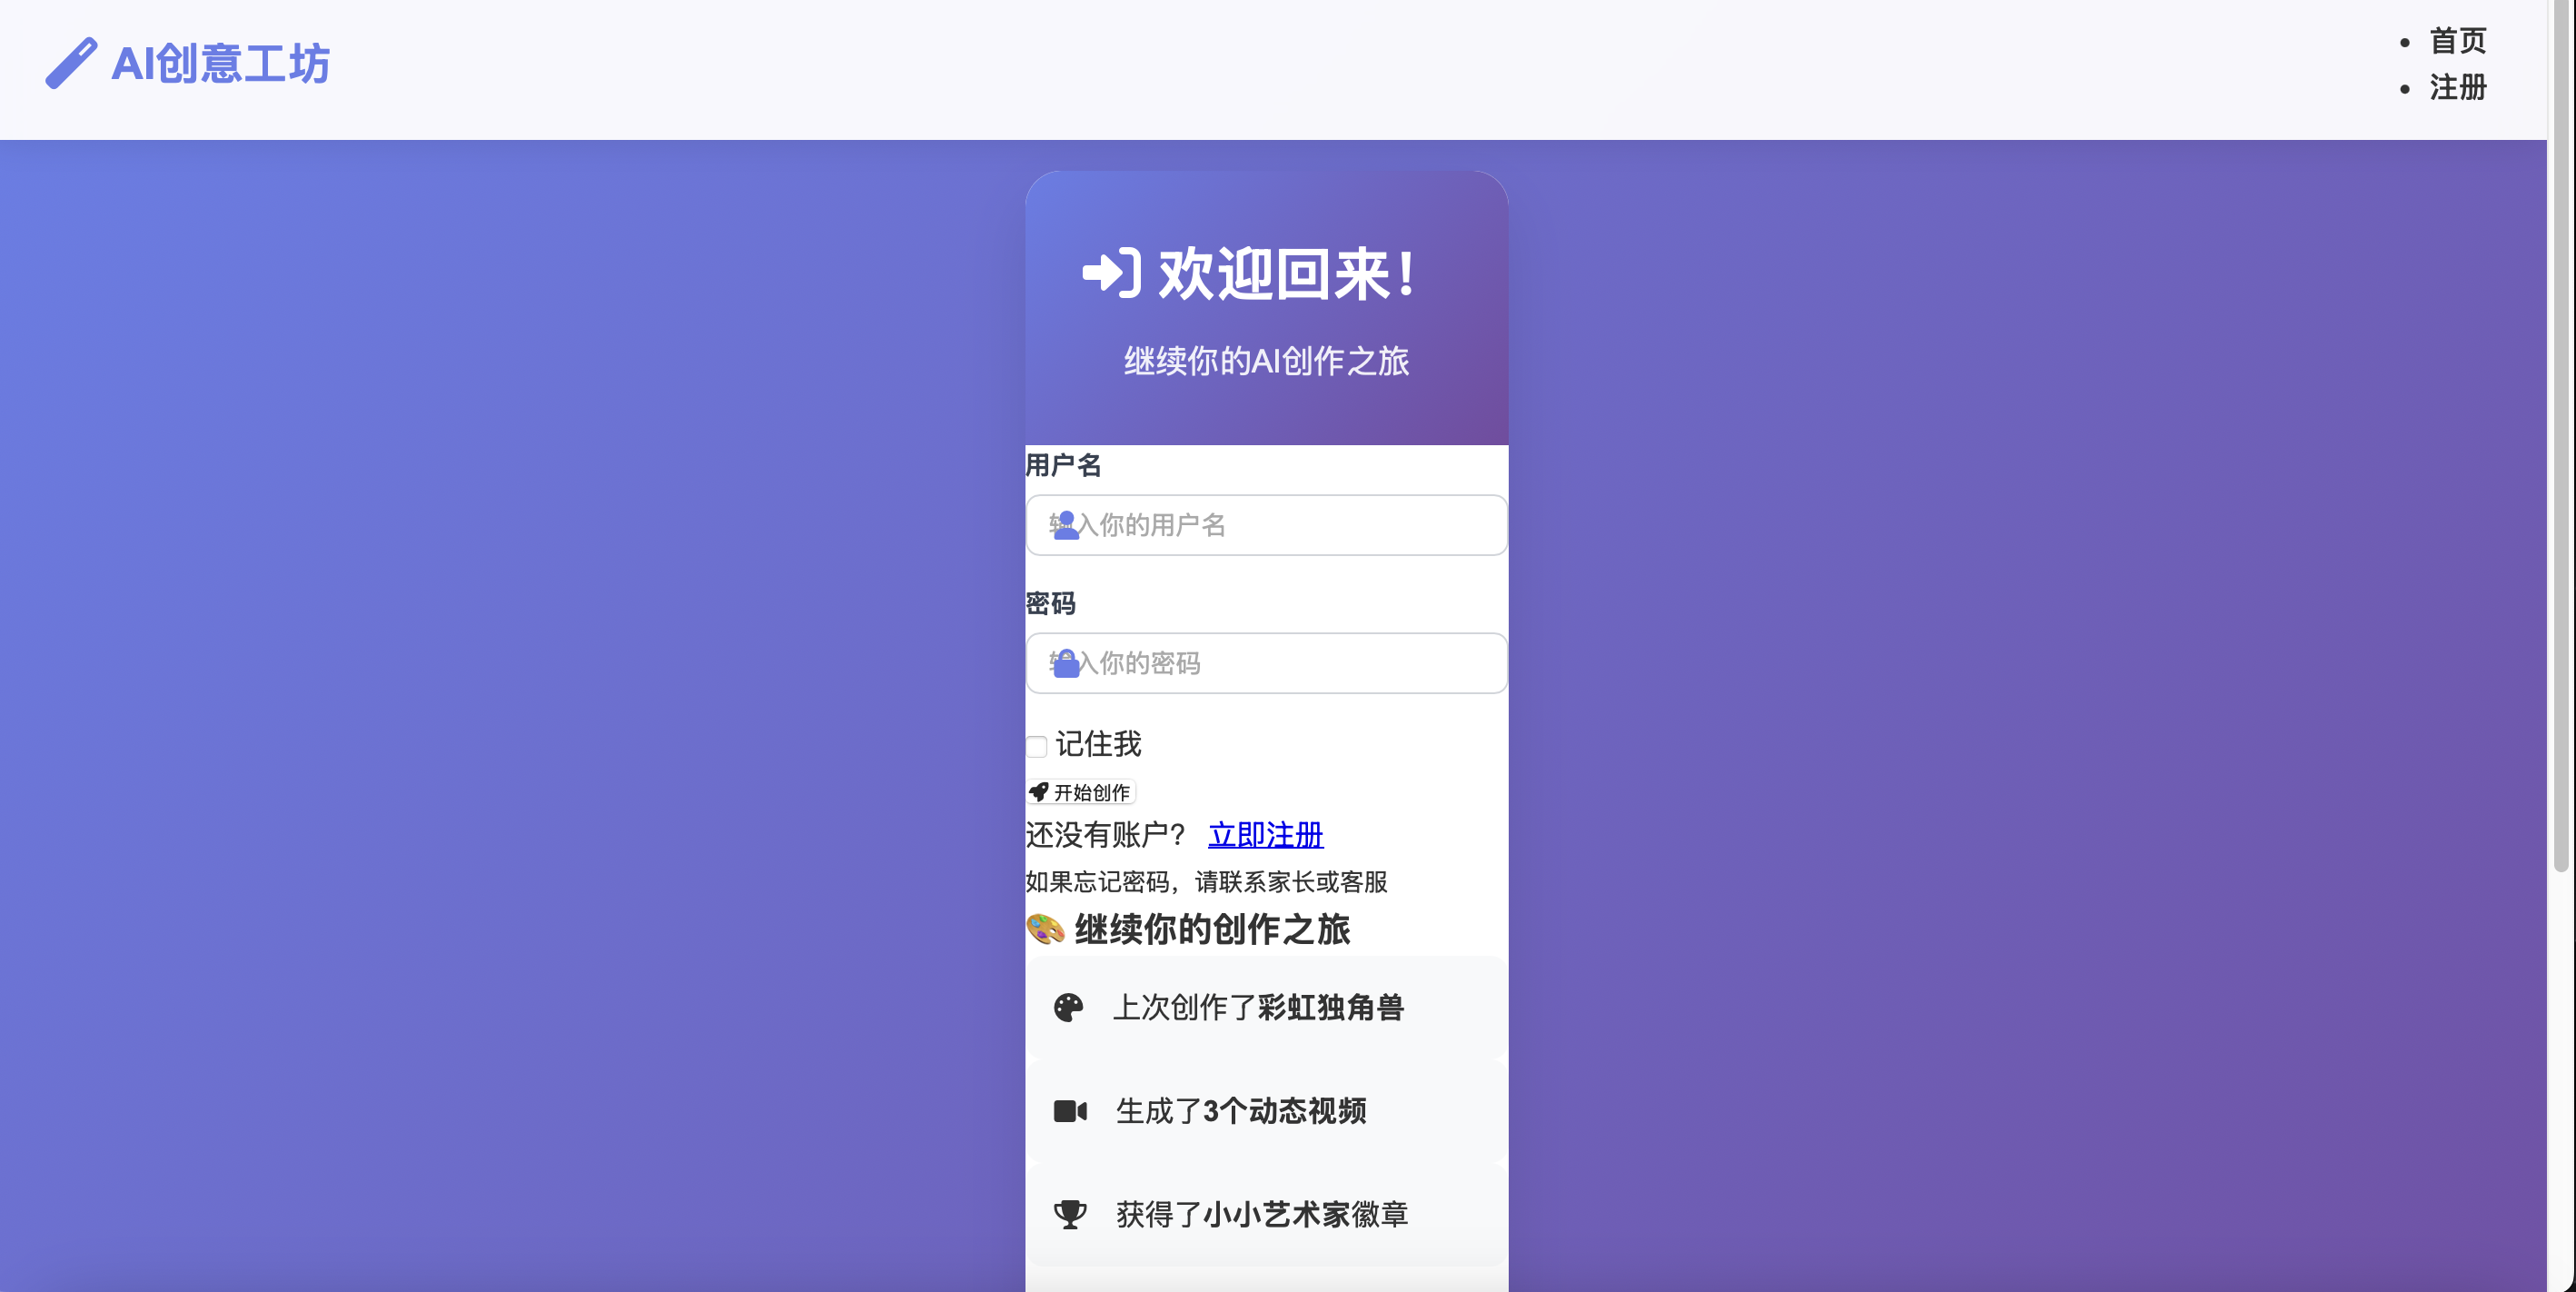 AI创意工坊
首页
注册
欢迎回来！
继续你的AI创作之旅
用户名
输入你的用户名
密码
输入你的密码
记住我
开始创作
还没有账户？ 立即注册
如果忘记密码，请联系家长或客服
🎨 继续你的创作之旅
上次创作了彩虹独角兽
生成了3个动态视频
获得了小小艺术家徽章